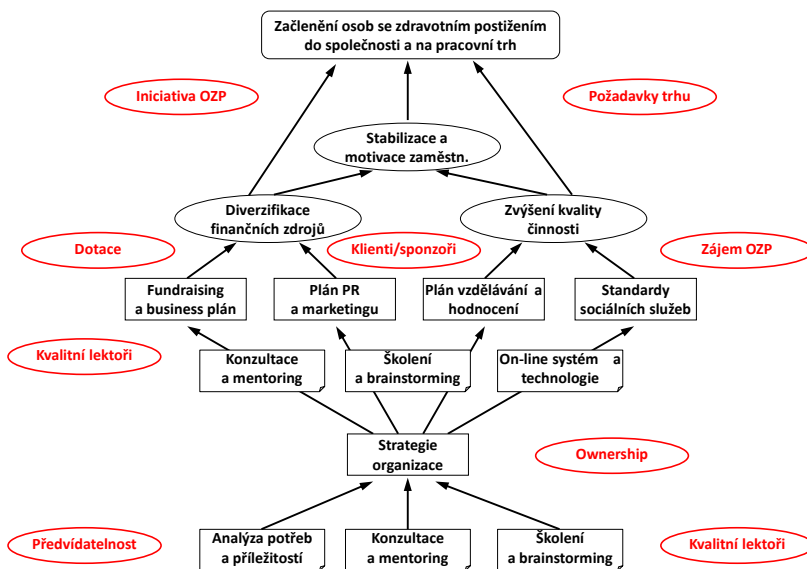 Začlenění osob se zdravotním postižením
do společnosti a na pracovní trh
Iniciativa OZP
Požadavky trhu
Stabilizace a
motivace zaměstn.
Diverzifikace
finančních zdrojů
Zvýšení kvality
činnosti
Dotace
Klienti/sponzoři
Zájem OZP
Fundraising
a business plán
Plán PR
a marketingu
Plán vzdělávání a
hodnocení
Standardy
sociálních služeb
Kvalitní lektoři
Konzultace
a mentoring
Školení
a brainstorming
On-line systém a
technologie
Strategie
organizace
Ownership
Předvídatelnost
Analýza potřeb
a příležitostí
Konzultace
a mentoring
Školení
a brainstorming
Kvalitní lektoři